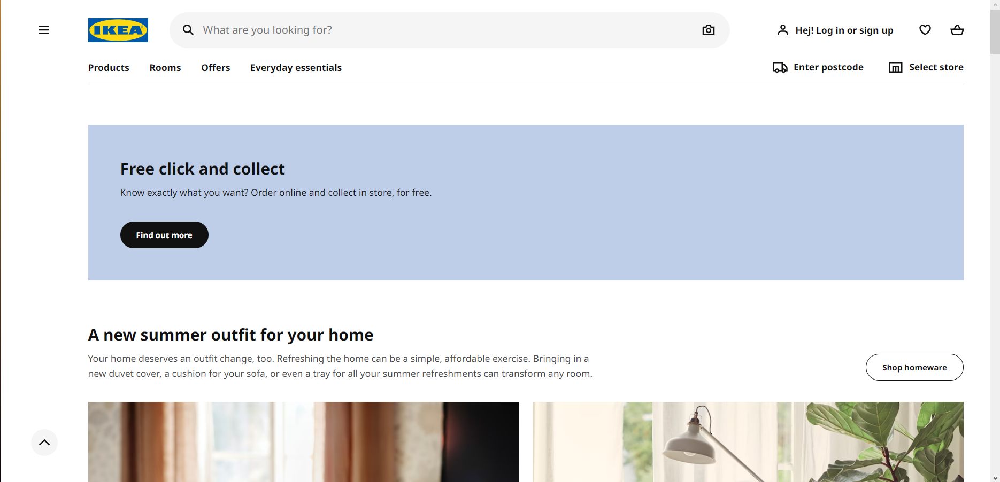 IKEA
What are you looking for?
Hej! Log in or sign up
Products
Rooms
Offers
Everyday essentials
Enter postcode
Select store
Free click and collect
Know exactly what you want? Order online and collect in store, for free.
Find out more
A new summer outfit for your home
Your home deserves an outfit change, too. Refreshing the home can be a simple, affordable exercise. Bringing in a
new duvet cover, a cushion for your sofa, or even a tray for all your summer refreshments can transform any room.
Shop homeware